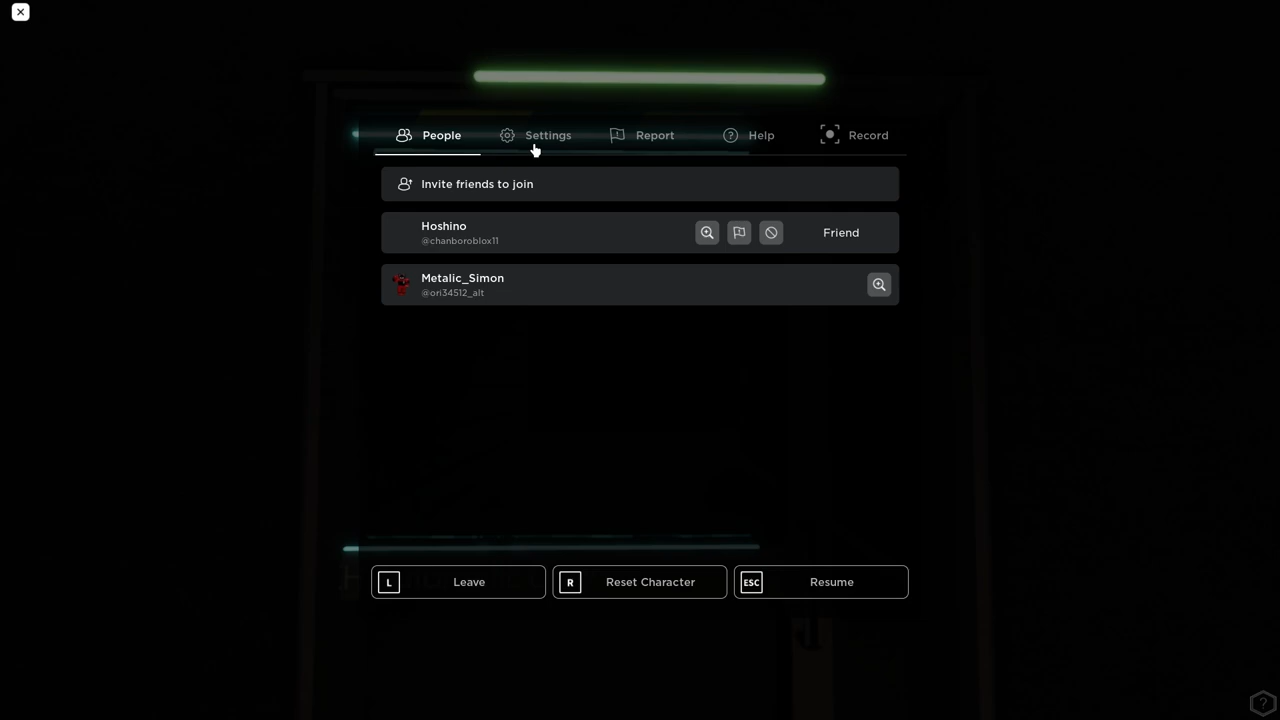 People
Settings
Report
Help
Record
Invite friends to join
Hoshino
@chanboroblox11
Friend
Metalic_Simon
@ori34512_alt
L Leave
R Reset Character
ESC Resume
?